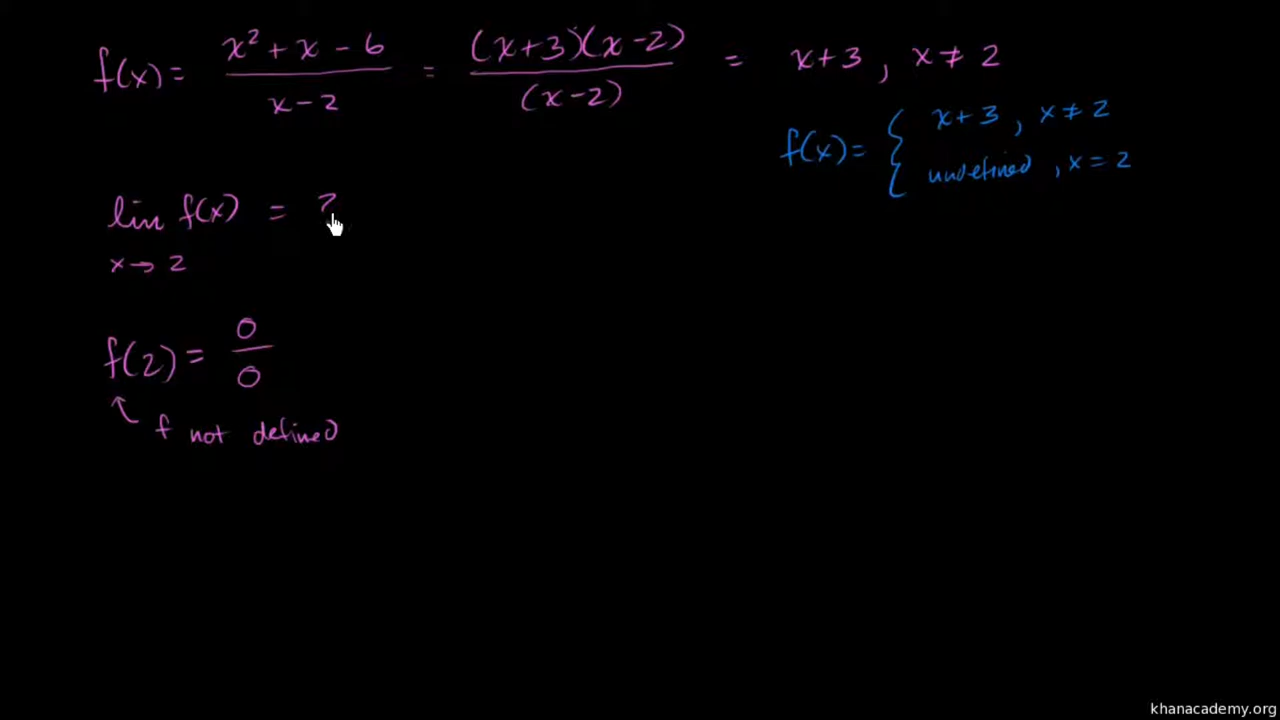 f(x) = (x² + x - 6)/(x - 2) = ((x+3)(x-2))/((x-2)) = x+3, x ≠ 2
f(x) = { x+3, x ≠ 2
undefined, x = 2
lim f(x) = ?
x → 2
f(2) = 0/0
↖ f not defined
khanacademy.org